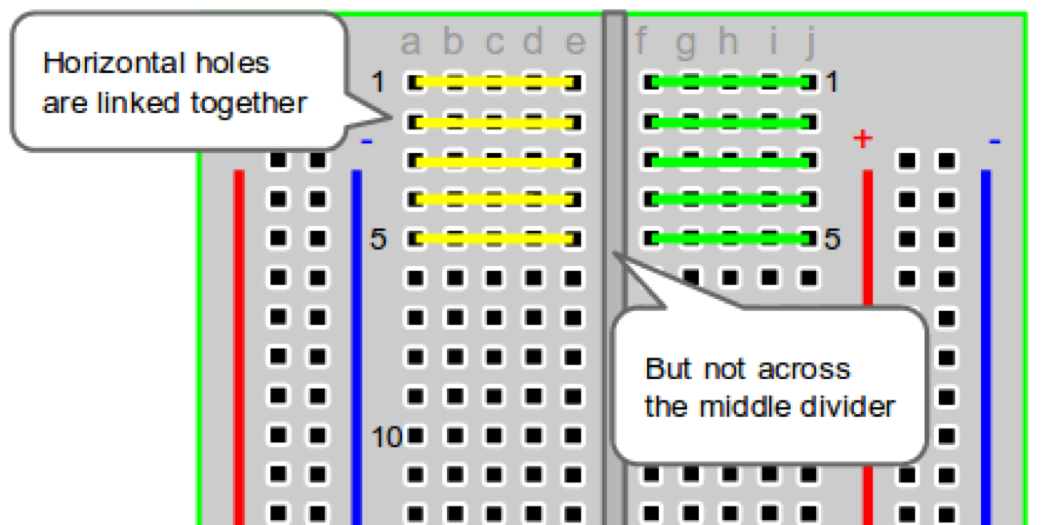 Horizontal holes
are linked together
a b c d e f g h i j
1 1
- + -
5 5
But not across
the middle divider
10